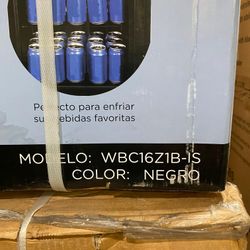 Perfecto para enfriar
sus bebidas favoritas
MODELO: WBC16Z1B-IS
COLOR: NEGRO